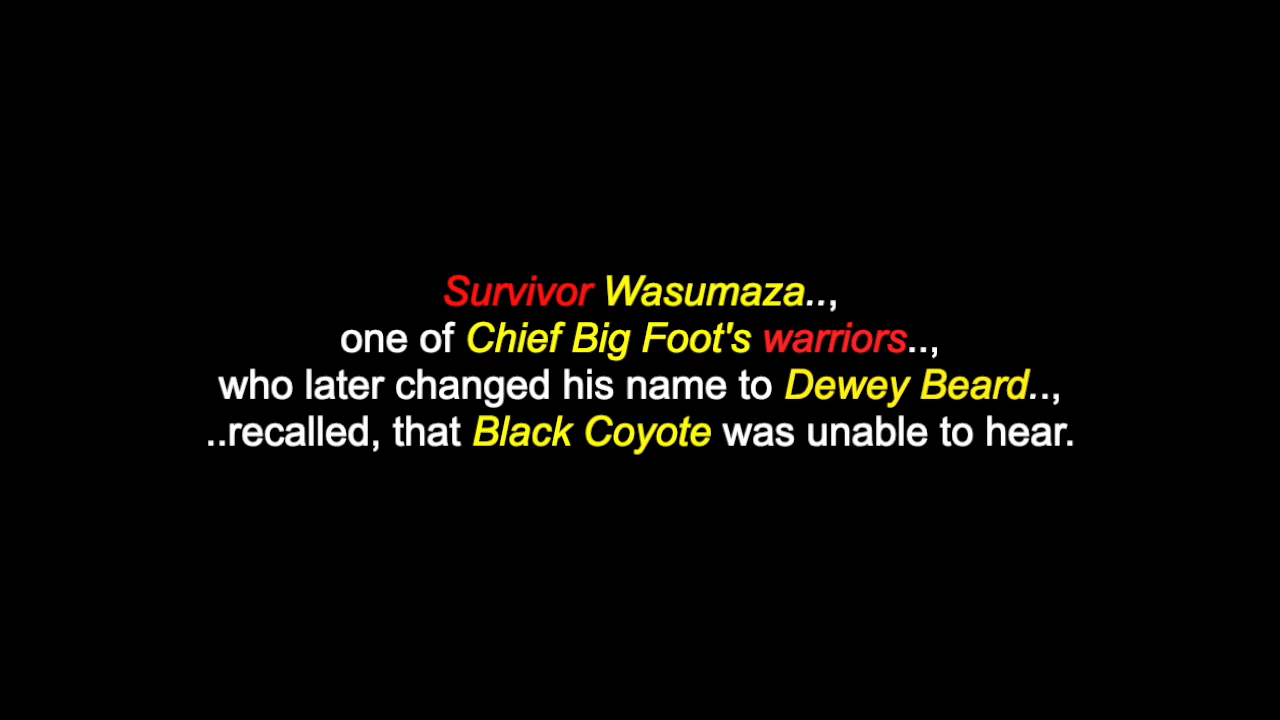 Survivor Wasumaza..,
one of Chief Big Foot's warriors..,
who later changed his name to Dewey Beard..,
..recalled, that Black Coyote was unable to hear.